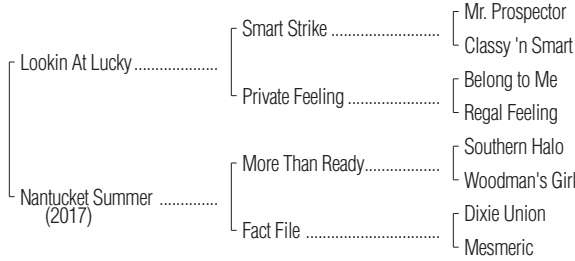 Mr. Prospector
Smart Strike ......................
Classy 'n Smart
Lookin At Lucky....................
Belong to Me
Private Feeling ...................
Regal Feeling
Southern Halo
More Than Ready................
Woodman's Girl
Nantucket Summer ..............
(2017)
Dixie Union
Fact File ...........................
Mesmeric